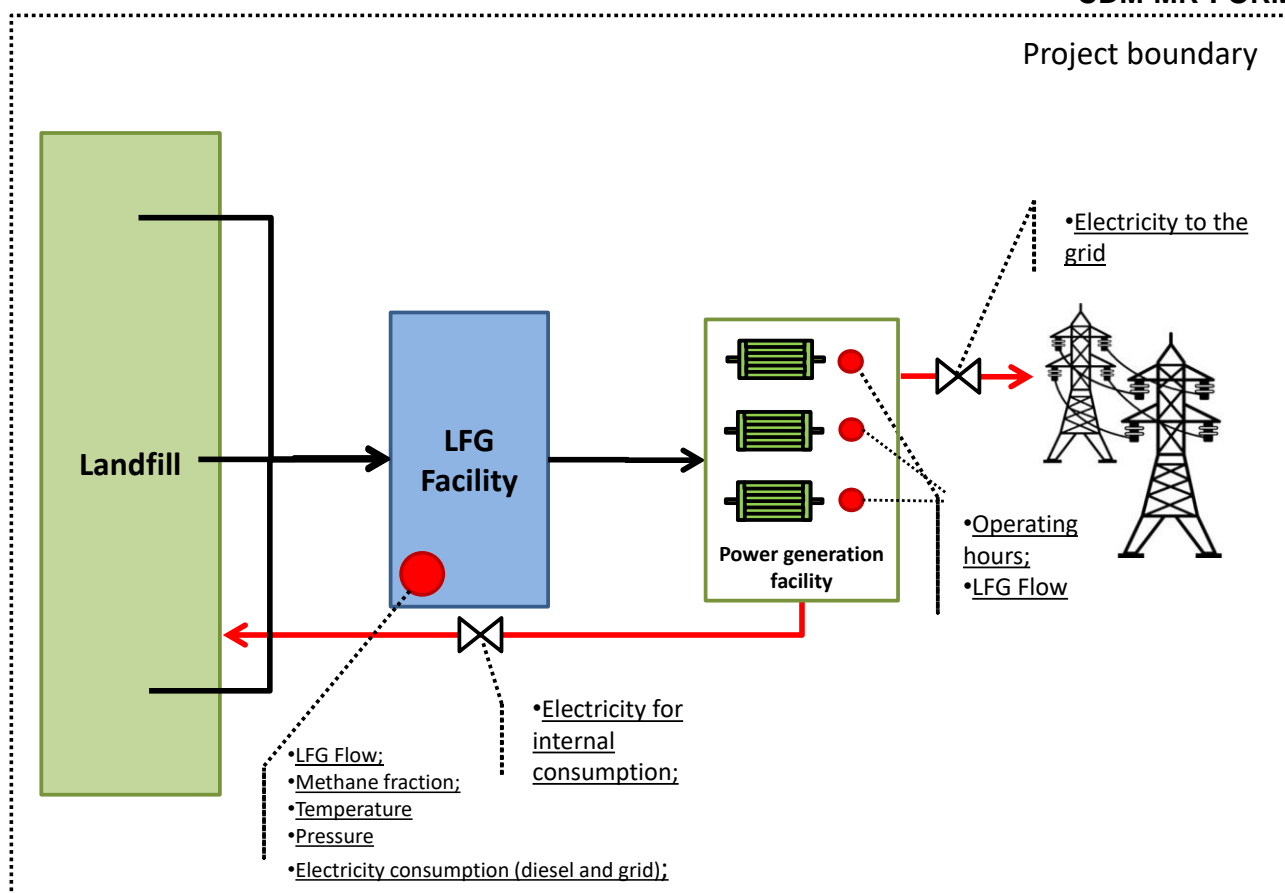 Project boundary
•Electricity to the
grid
Landfill
LFG
Facility
Power generation
facility
•Operating
hours;
•LFG Flow
•Electricity for
internal
consumption;
•LFG Flow;
•Methane fraction;
•Temperature
•Pressure
•Electricity consumption (diesel and grid);